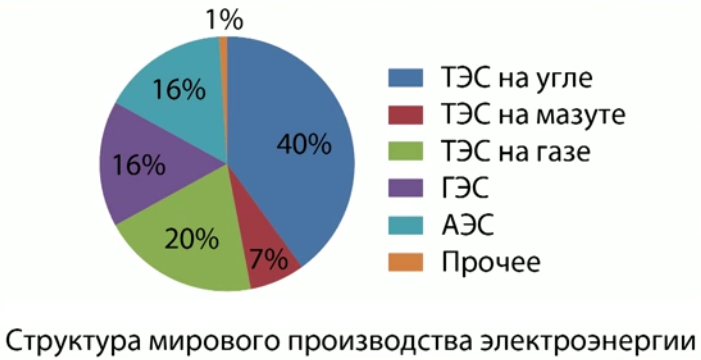 1%
16%
40%
16%
20%
7%
ТЭС на угле
ТЭС на мазуте
ТЭС на газе
ГЭС
АЭС
Прочее
Структура мирового производства электроэнергии